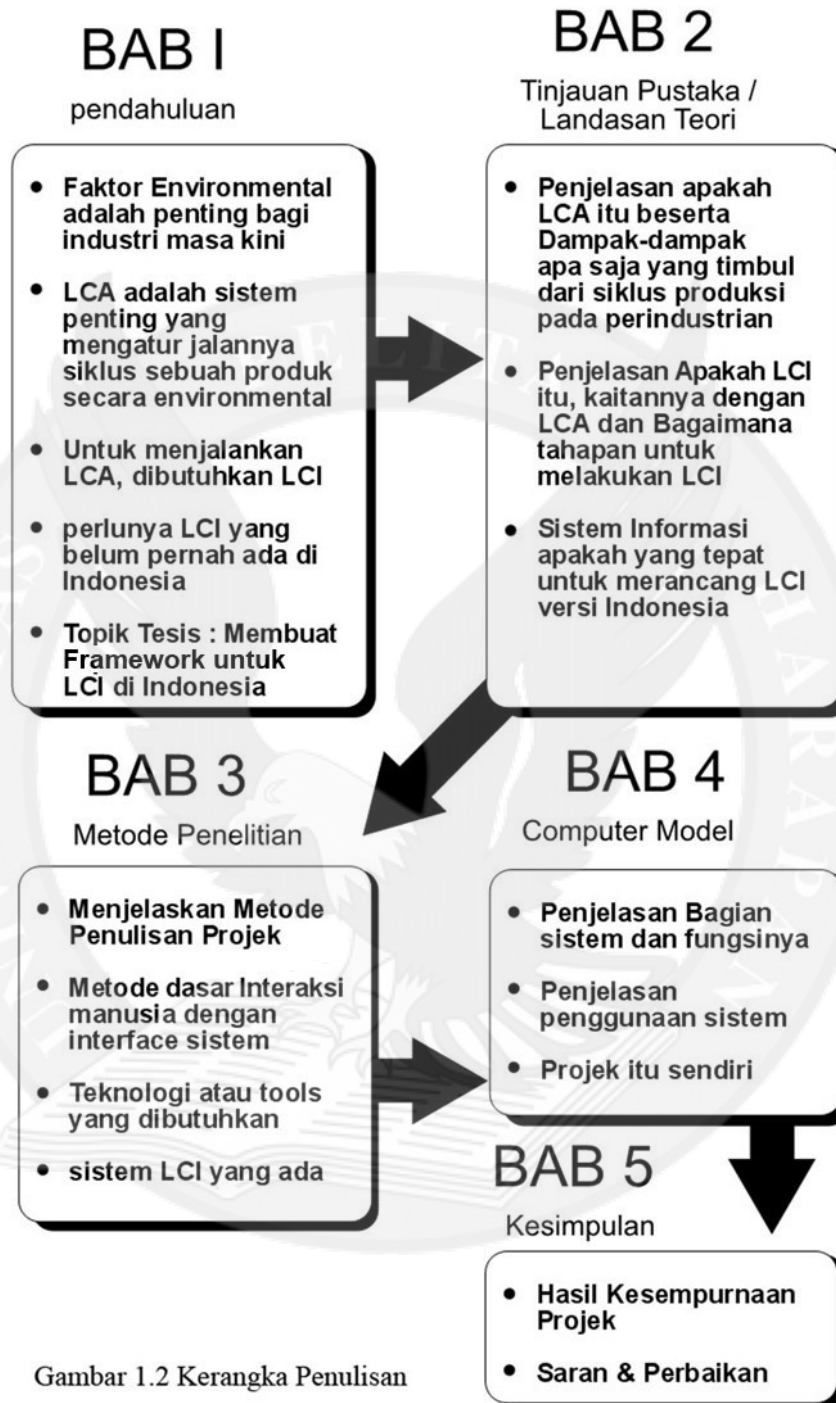 BAB I
pendahuluan
• Faktor Environmental
adalah penting bagi
industri masa kini
• LCA adalah sistem
penting yang
mengatur jalannya
siklus sebuah produk
secara environmental
• Untuk menjalankan
LCA, dibutuhkan LCI
• perlunya LCI yang
belum pernah ada di
Indonesia
• Topik Tesis : Membuat
Framework untuk
LCI di Indonesia
BAB 2
Tinjauan Pustaka /
Landasan Teori
• Penjelasan apakah
LCA itu beserta
Dampak-dampak
apa saja yang timbul
dari siklus produksi
pada perindustrian
• Penjelasan Apakah LCI
itu, kaitannya dengan
LCA dan Bagaimana
tahapan untuk
melakukan LCI
• Sistem Informasi
apakah yang tepat
untuk merancang LCI
versi Indonesia
BAB 3
Metode Penelitian
• Menjelaskan Metode
Penulisan Projek
• Metode dasar Interaksi
manusia dengan
interface sistem
• Teknologi atau tools
yang dibutuhkan
• sistem LCI yang ada
BAB 4
Computer Model
• Penjelasan Bagian
sistem dan fungsinya
• Penjelasan
penggunaan sistem
• Projek itu sendiri
BAB 5
Kesimpulan
• Hasil Kesempurnaan
Projek
• Saran & Perbaikan
Gambar 1.2 Kerangka Penulisan
PELITA
HARAPAN